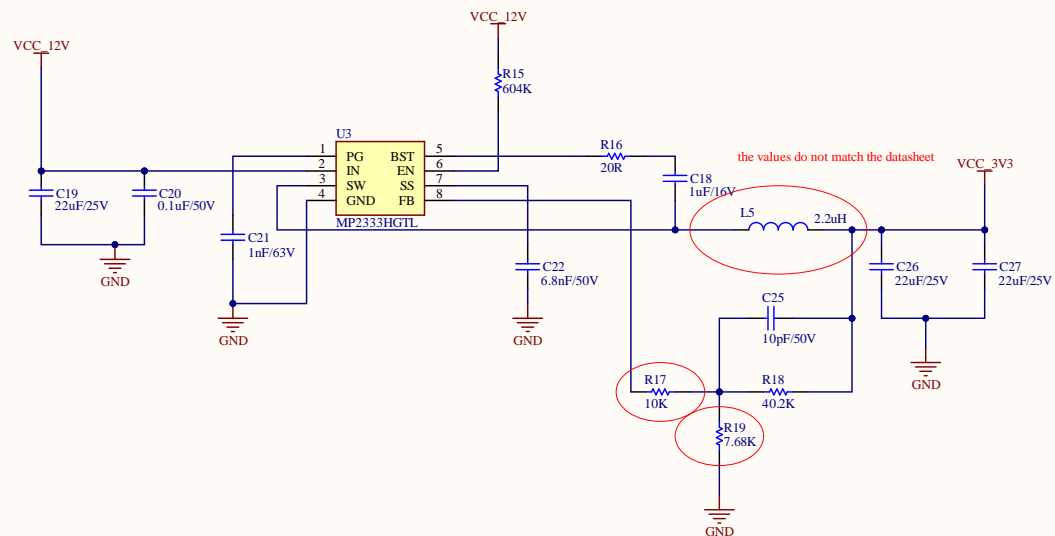 VCC_12V
VCC_12V
R15
604K
U3
1 PG BST 5
2 IN EN 6
3 SW SS 7
4 GND FB 8
MP2333HGTL
R16
20R
the values do not match the datasheet
VCC_3V3
C19
22uF/25V
C20
0.1uF/50V
C18
1uF/16V
L5
2.2uH
C21
1nF/63V
GND
C22
6.8nF/50V
C26
22uF/25V
C27
22uF/25V
GND
GND
C25
10pF/50V
GND
R17
10K
R18
40.2K
R19
7.68K
GND